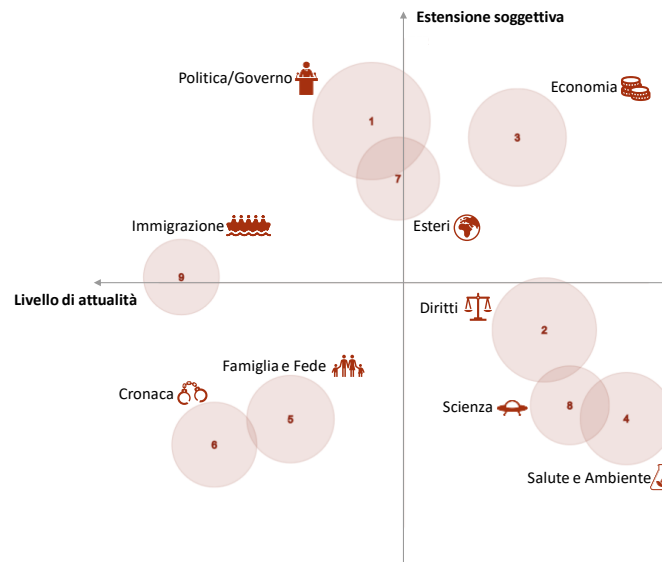 Estensione soggettiva
Politica/Governo
Economia
1
3
7
Immigrazione
Esteri
9
Livello di attualità
Diritti
2
Famiglia e Fede
Cronaca
Scienza
8
4
5
6
Salute e Ambiente